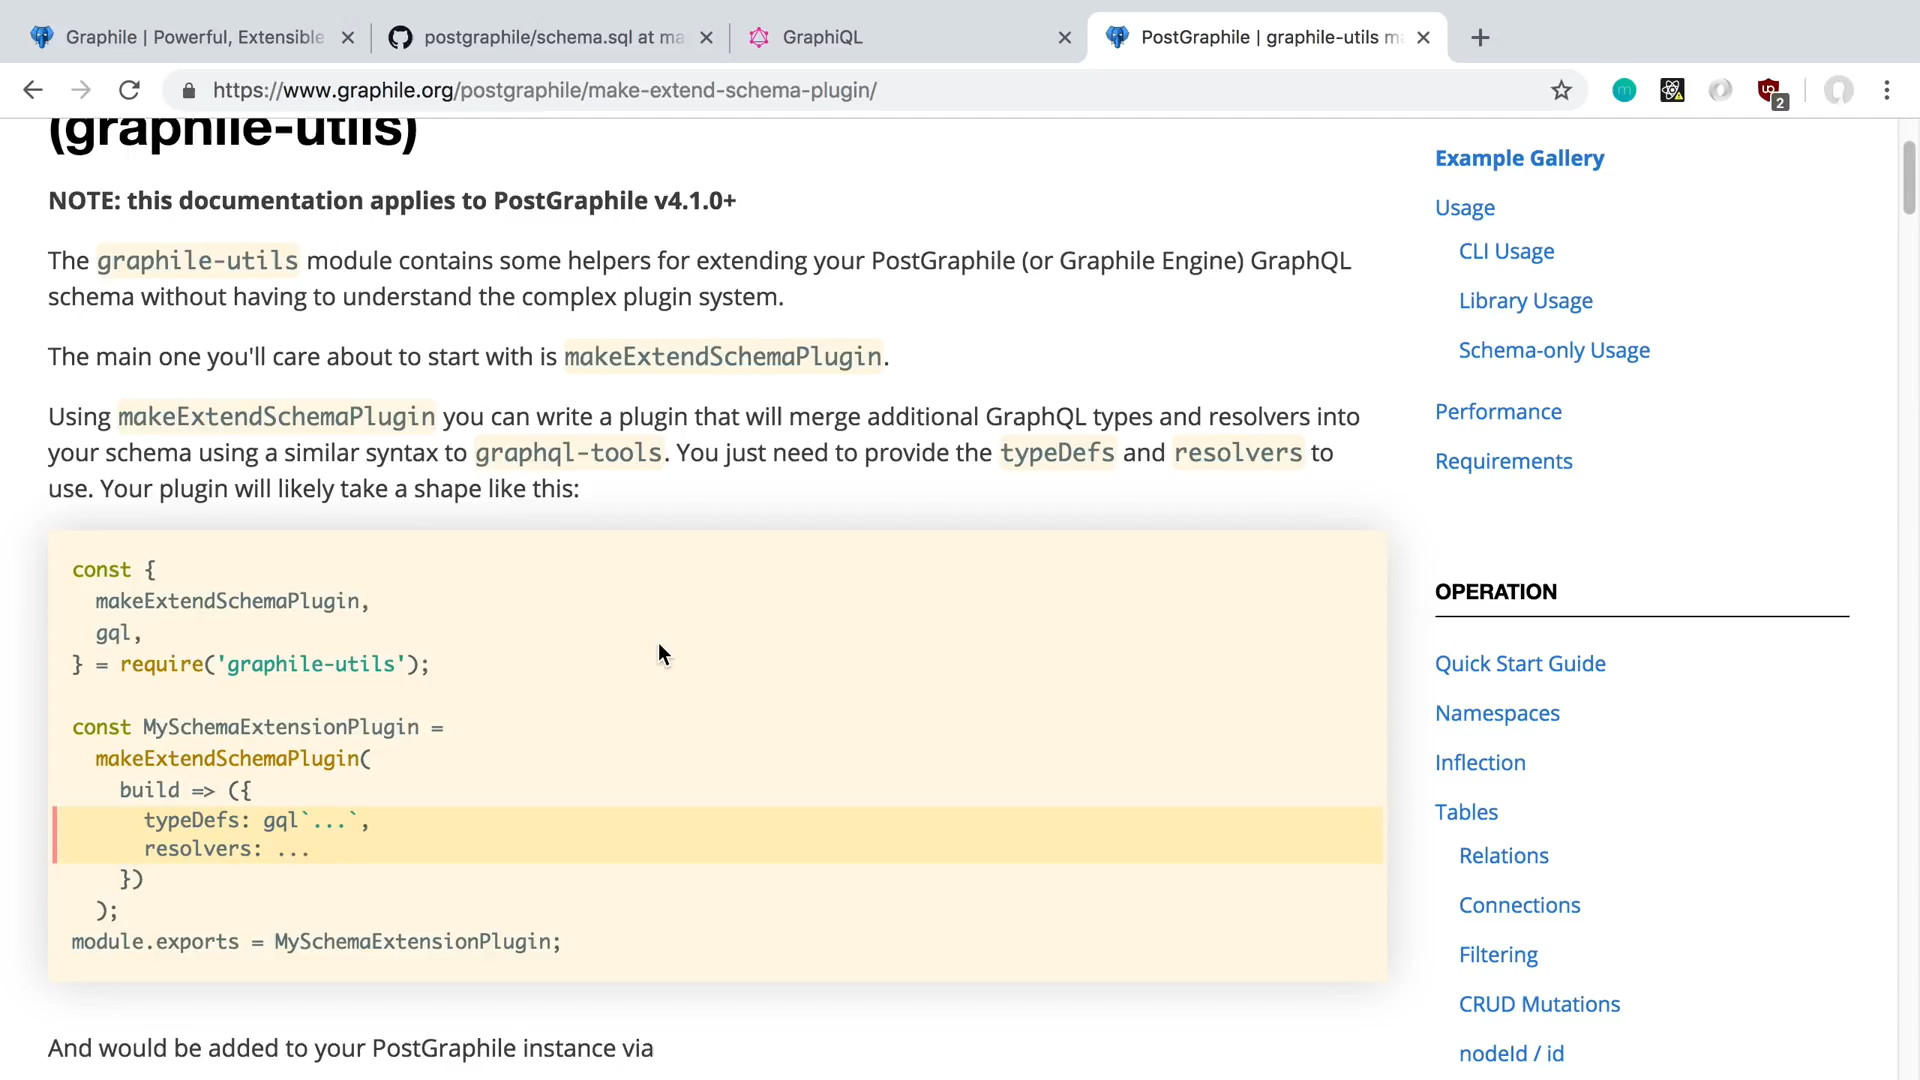 Graphile | Powerful, Extensible
postgraphile/schema.sql at ma
GraphiQL
PostGraphile | graphile-utils ma
https://www.graphile.org/postgraphile/make-extend-schema-plugin/
2
(graphile-utils)
NOTE: this documentation applies to PostGraphile v4.1.0+
The graphile-utils module contains some helpers for extending your PostGraphile (or Graphile Engine) GraphQL
schema without having to understand the complex plugin system.
The main one you'll care about to start with is makeExtendSchemaPlugin.
Using makeExtendSchemaPlugin you can write a plugin that will merge additional GraphQL types and resolvers into
your schema using a similar syntax to graphql-tools. You just need to provide the typeDefs and resolvers to
use. Your plugin will likely take a shape like this:
const {
  makeExtendSchemaPlugin,
  gql,
} = require('graphile-utils');
const MySchemaExtensionPlugin =
  makeExtendSchemaPlugin(
    build => ({
      typeDefs: gql`...`,
      resolvers: ...
    })
  );
module.exports = MySchemaExtensionPlugin;
And would be added to your PostGraphile instance via
Example Gallery
Usage
CLI Usage
Library Usage
Schema-only Usage
Performance
Requirements
OPERATION
Quick Start Guide
Namespaces
Inflection
Tables
Relations
Connections
Filtering
CRUD Mutations
nodeId / id